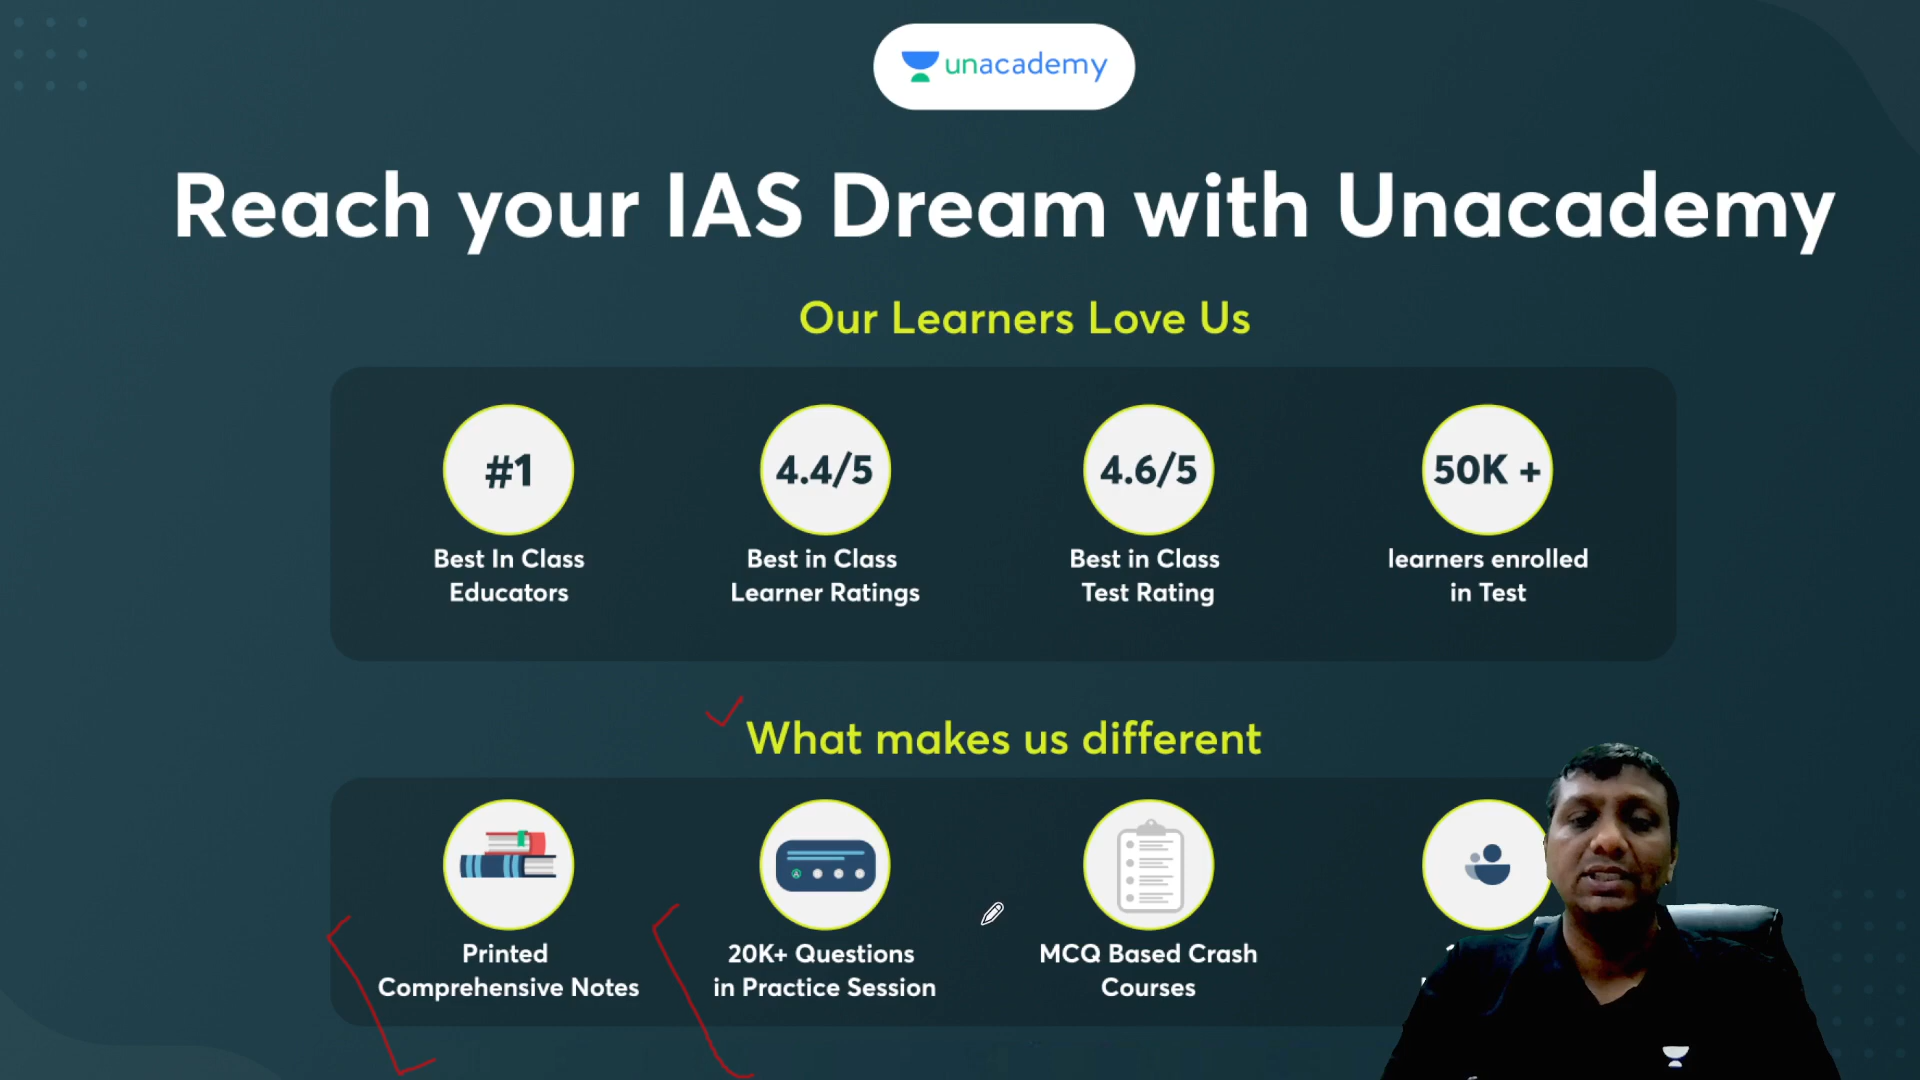 unacademy
Reach your IAS Dream with Unacademy
Our Learners Love Us
#1
4.4/5
4.6/5
50K +
Best In Class
Educators
Best in Class
Learner Ratings
Best in Class
Test Rating
learners enrolled
in Test
What makes us different
Printed
Comprehensive Notes
20K+ Questions
in Practice Session
MCQ Based Crash
Courses